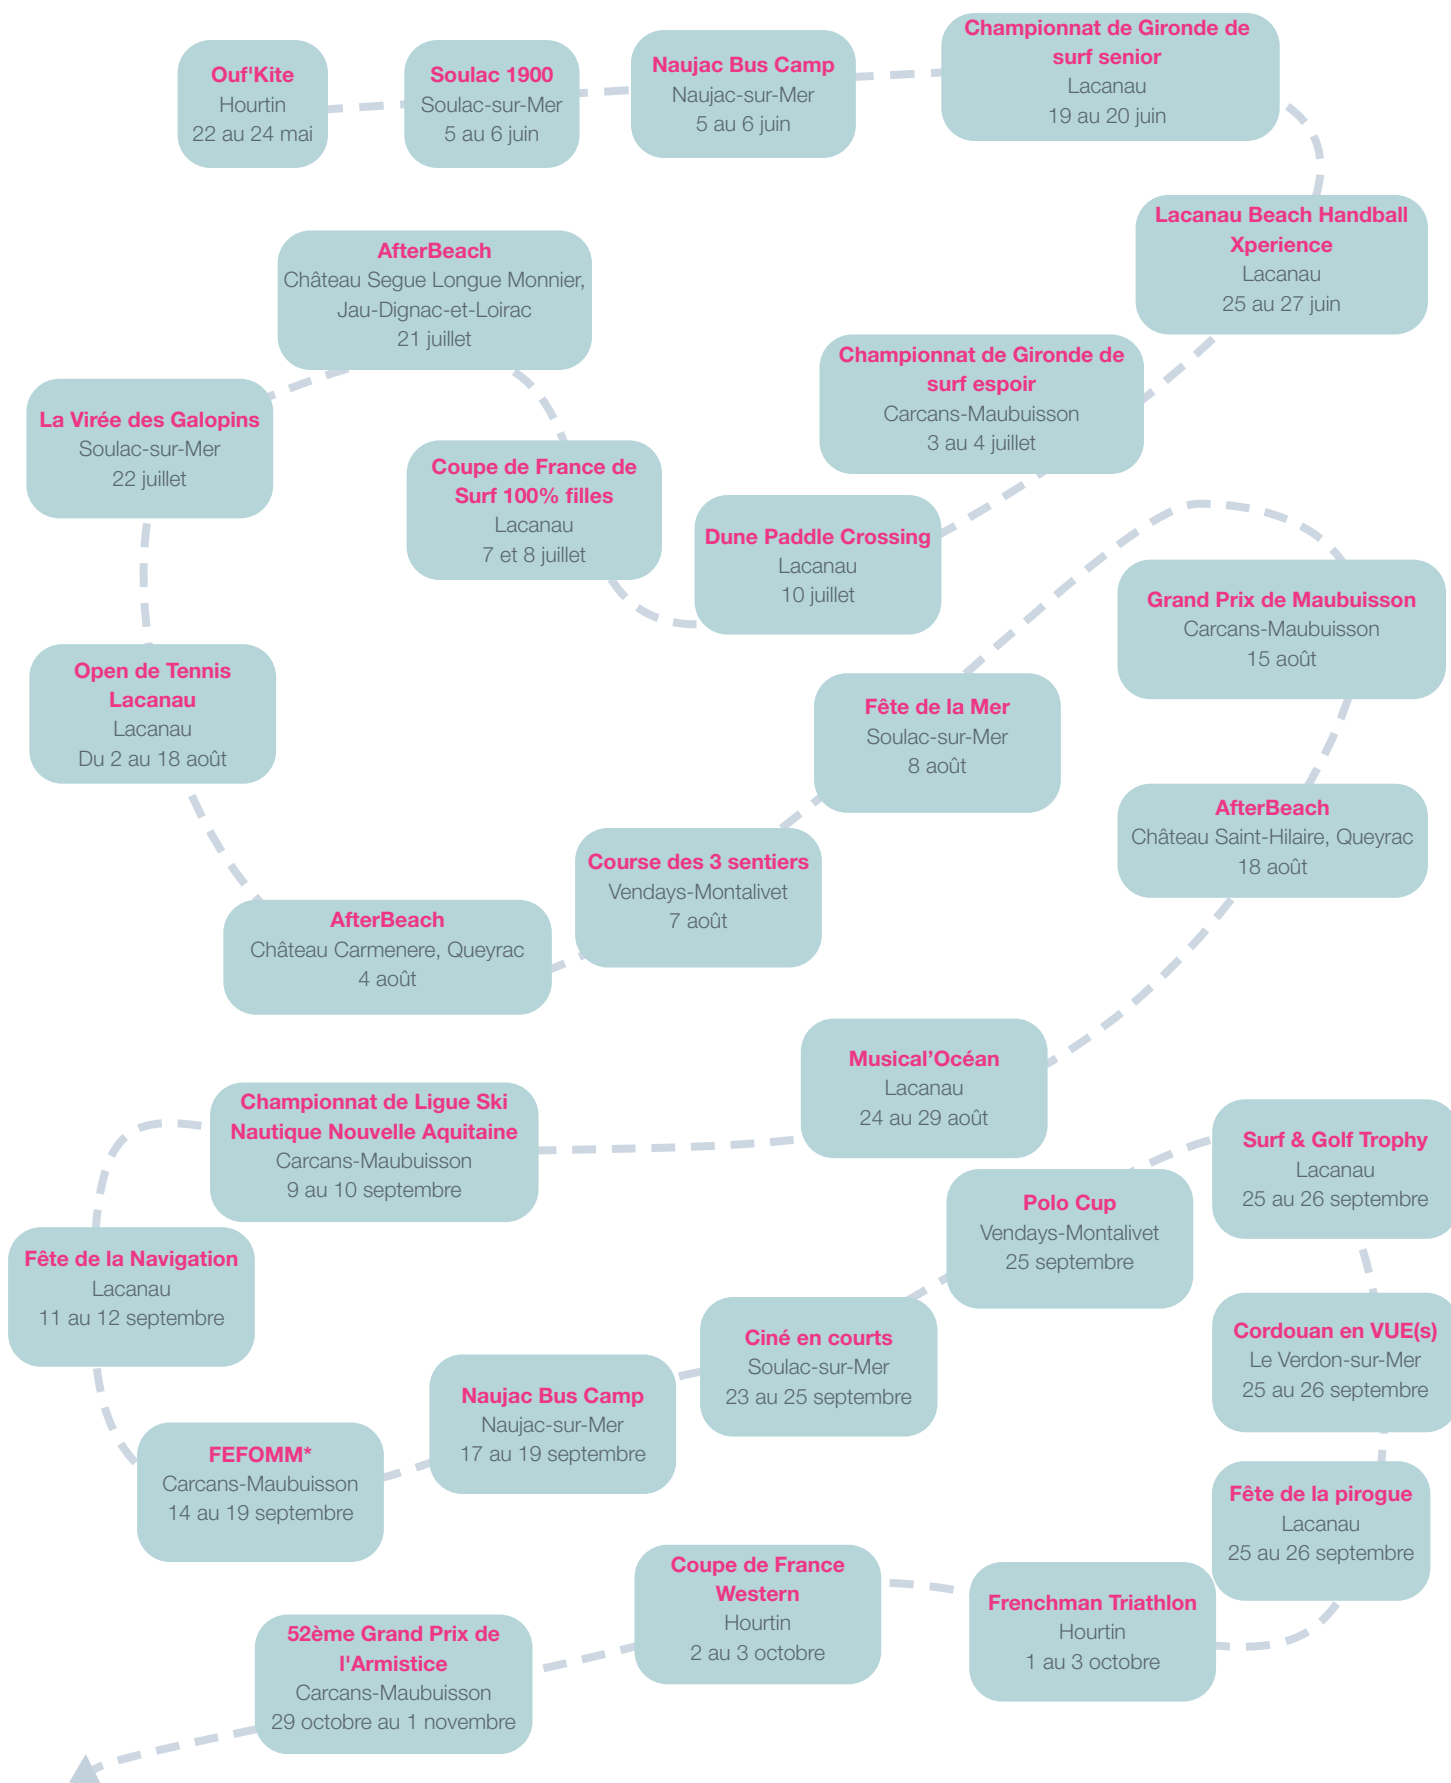 Ouf'Kite
Hourtin
22 au 24 mai
Soulac 1900
Soulac-sur-Mer
5 au 6 juin
Naujac Bus Camp
Naujac-sur-Mer
5 au 6 juin
Championnat de Gironde de
surf senior
Lacanau
19 au 20 juin
Lacanau Beach Handball
Xperience
Lacanau
25 au 27 juin
Championnat de Gironde de
surf espoir
Carcans-Maubuisson
3 au 4 juillet
Dune Paddle Crossing
Lacanau
10 juillet
Coupe de France de
Surf 100% filles
Lacanau
7 et 8 juillet
AfterBeach
Château Segue Longue Monnier,
Jau-Dignac-et-Loirac
21 juillet
La Virée des Galopins
Soulac-sur-Mer
22 juillet
Open de Tennis
Lacanau
Lacanau
Du 2 au 18 août
AfterBeach
Château Carmenere, Queyrac
4 août
Course des 3 sentiers
Vendays-Montalivet
7 août
Fête de la Mer
Soulac-sur-Mer
8 août
Grand Prix de Maubuisson
Carcans-Maubuisson
15 août
AfterBeach
Château Saint-Hilaire, Queyrac
18 août
Musical’Océan
Lacanau
24 au 29 août
Championnat de Ligue Ski
Nautique Nouvelle Aquitaine
Carcans-Maubuisson
9 au 10 septembre
Fête de la Navigation
Lacanau
11 au 12 septembre
FEFOMM*
Carcans-Maubuisson
14 au 19 septembre
Naujac Bus Camp
Naujac-sur-Mer
17 au 19 septembre
Ciné en courts
Soulac-sur-Mer
23 au 25 septembre
Polo Cup
Vendays-Montalivet
25 septembre
Surf & Golf Trophy
Lacanau
25 au 26 septembre
Cordouan en VUE(s)
Le Verdon-sur-Mer
25 au 26 septembre
Fête de la pirogue
Lacanau
25 au 26 septembre
Frenchman Triathlon
Hourtin
1 au 3 octobre
Coupe de France
Western
Hourtin
2 au 3 octobre
52ème Grand Prix de
l'Armistice
Carcans-Maubuisson
29 octobre au 1 novembre